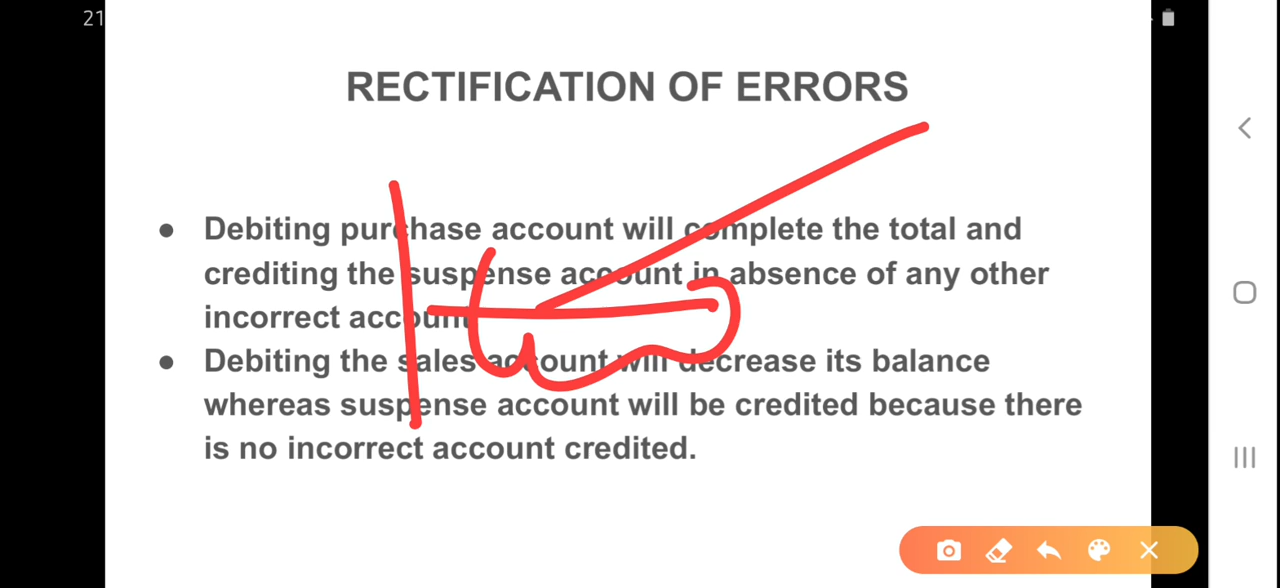 21
RECTIFICATION OF ERRORS
● Debiting purchase account will complete the total and
crediting the suspense account in absence of any other
incorrect account
● Debiting the sales account will decrease its balance
whereas suspense account will be credited because there
is no incorrect account credited.